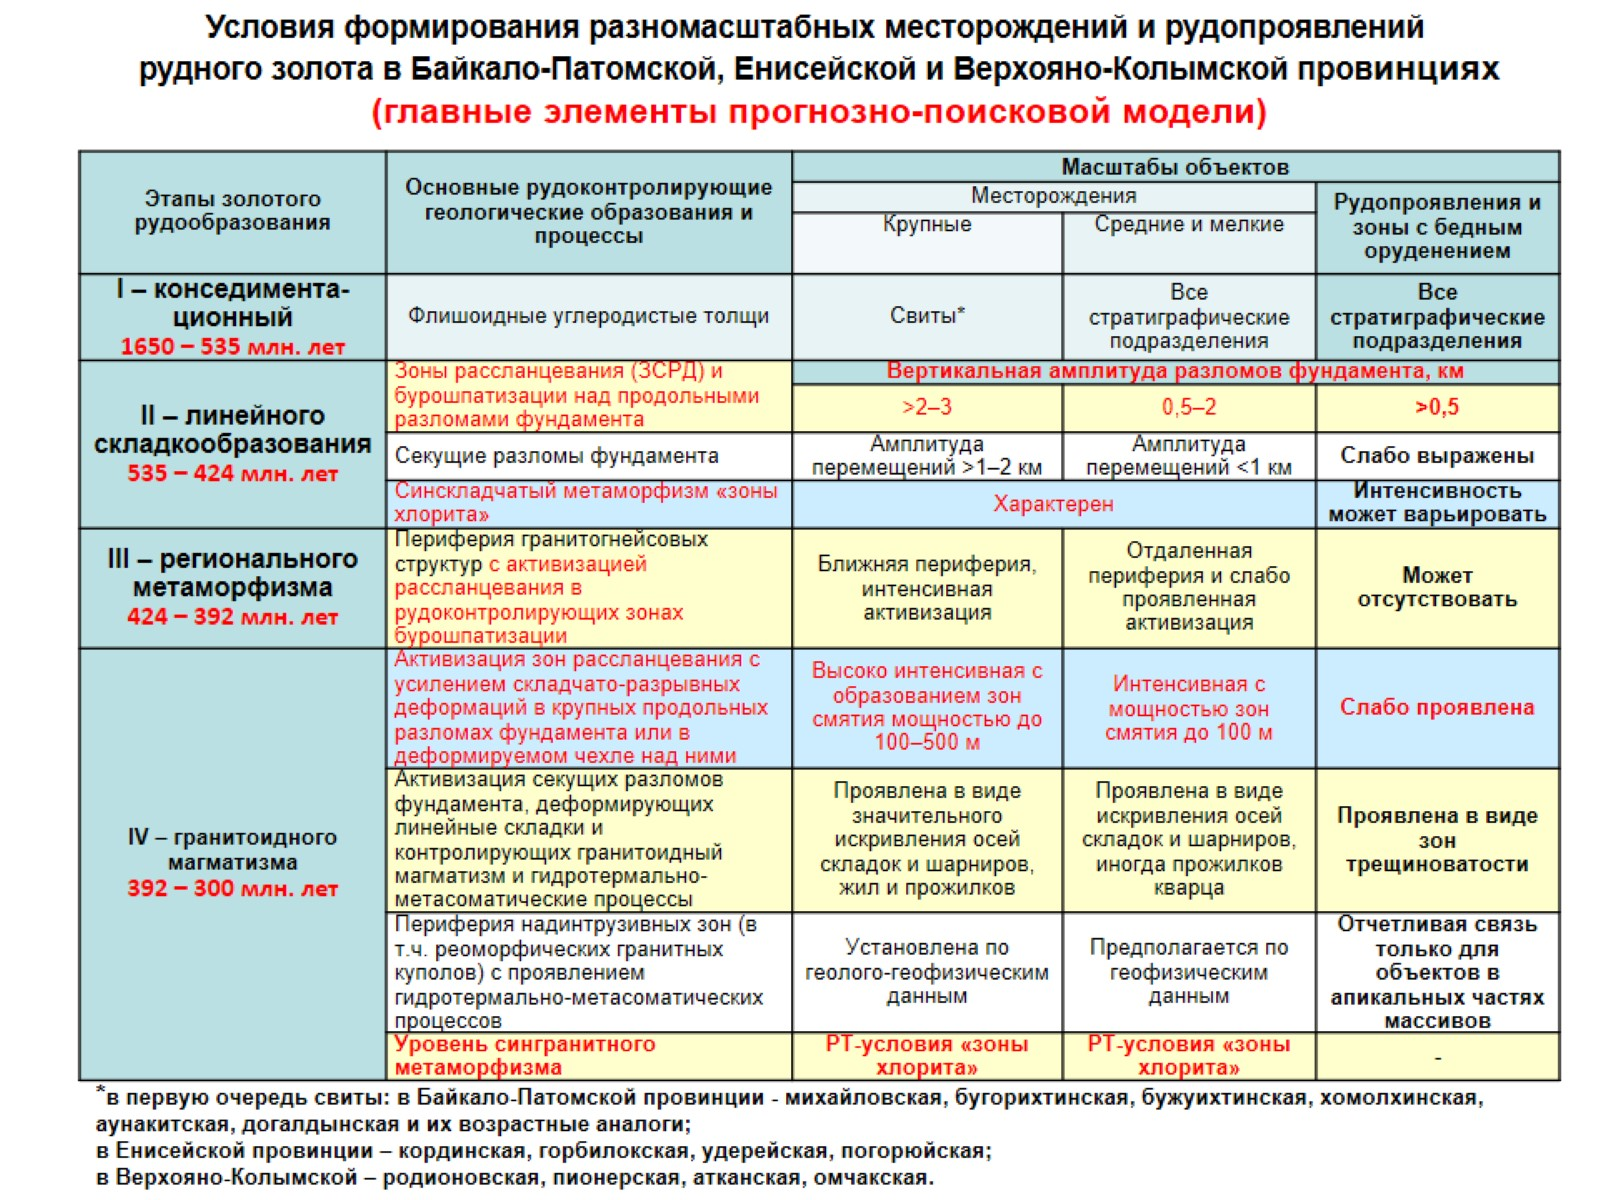 Условия формирования разномасштабных месторождений и рудопроявлений
рудного золота в Байкало-Патомской, Енисейской и Верхояно-Колымской провинциях
(главные элементы прогнозно-поисковой модели)
Этапы золотого
рудообразования
Основные рудоконтролирующие
геологические образования и
процессы
Масштабы объектов
Месторождения
Крупные
Средние и мелкие
Рудопроявления и
зоны с бедным
оруденением
I – конседимента-
ционный
1650 – 535 млн. лет
Флишоидные углеродистые толщи
Свиты*
Все
стратиграфические
подразделения
Все
стратиграфические
подразделения
II – линейного
складкообразования
535 – 424 млн. лет
Зоны рассланцевания (ЗСРД) и
бурошпатизации над продольными
разломами фундамента
Вертикальная амплитуда разломов фундамента, км
>2–3
0,5–2
>0,5
Секущие разломы фундамента
Амплитуда
перемещений >1–2 км
Амплитуда
перемещений <1 км
Слабо выражены
Синскладчатый метаморфизм «зоны
хлорита»
Характерен
Интенсивность
может варьировать
III – регионального
метаморфизма
424 – 392 млн. лет
Периферия гранитогнейсовых
структур с активизацией
рассланцевания в
рудоконтролирующих зонах
бурошпатизации
Ближняя периферия,
интенсивная
активизация
Отдаленная
периферия и слабо
проявленная
активизация
Может
отсутствовать
IV – гранитоидного
магматизма
392 – 300 млн. лет
Активизация зон рассланцевания с
усилением складчато-разрывных
деформаций в крупных продольных
разломах фундамента или в
деформируемом чехле над ними
Высоко интенсивная с
образованием зон
смятия мощностью до
100–500 м
Интенсивная с
мощностью зон
смятия до 100 м
Слабо проявлена
Активизация секущих разломов
фундамента, деформирующих
линейные складки и
контролирующих гранитоидный
магматизм и гидротермально-
метасоматические процессы
Проявлена в виде
значительного
искривления осей
складок и шарниров,
жил и прожилков
Проявлена в виде
искривления осей
складок и шарниров,
иногда прожилков
кварца
Проявлена в виде
зон
трещиноватости
Периферия надинтрузивных зон (в
т.ч. реоморфических гранитных
куполов) с проявлением
гидротермально-метасоматических
процессов
Установлена по
геолого-геофизическим
данным
Предполагается по
геофизическим
данным
Отчетливая связь
только для
объектов в
апикальных частях
массивов
Уровень сингранитного
метаморфизма
РТ-условия «зоны
хлорита»
РТ-условия «зоны
хлорита»
-
*в первую очередь свиты: в Байкало-Патомской провинции - михайловская, бугорихтинская, бужуихтинская, хомолхинская,
аунакитская, догалдынская и их возрастные аналоги;
в Енисейской провинции – кординская, горбилокская, удерейская, погорюйская;
в Верхояно-Колымской – родионовская, пионерская, атканская, омчакская.